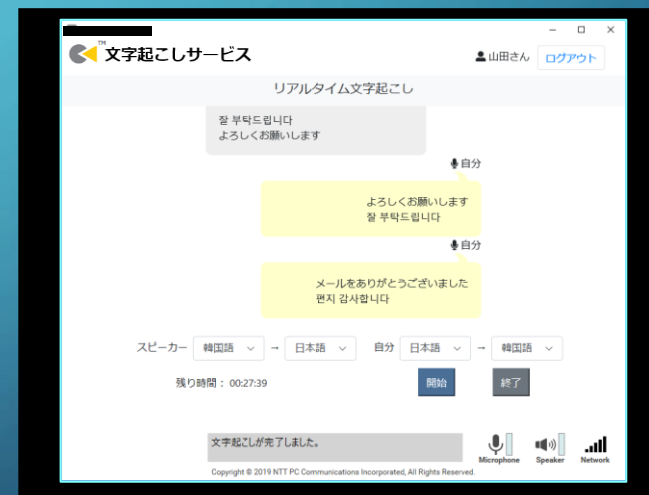 ™文字起こしサービス
山田さん ログアウト
リアルタイム文字起こし
잘 부탁드립니다
よろしくお願いします
自分
よろしくお願いします
잘 부탁드립니다
自分
メールをありがとうございました
편지 감사합니다
スピーカー 韓国語 → 日本語 自分 日本語 → 韓国語
残り時間: 00:27:39 開始 終了
文字起こしが完了しました。
Microphone Speaker Network
Copyright © 2019 NTT PC Communications Incorporated, All Rights Reserved.